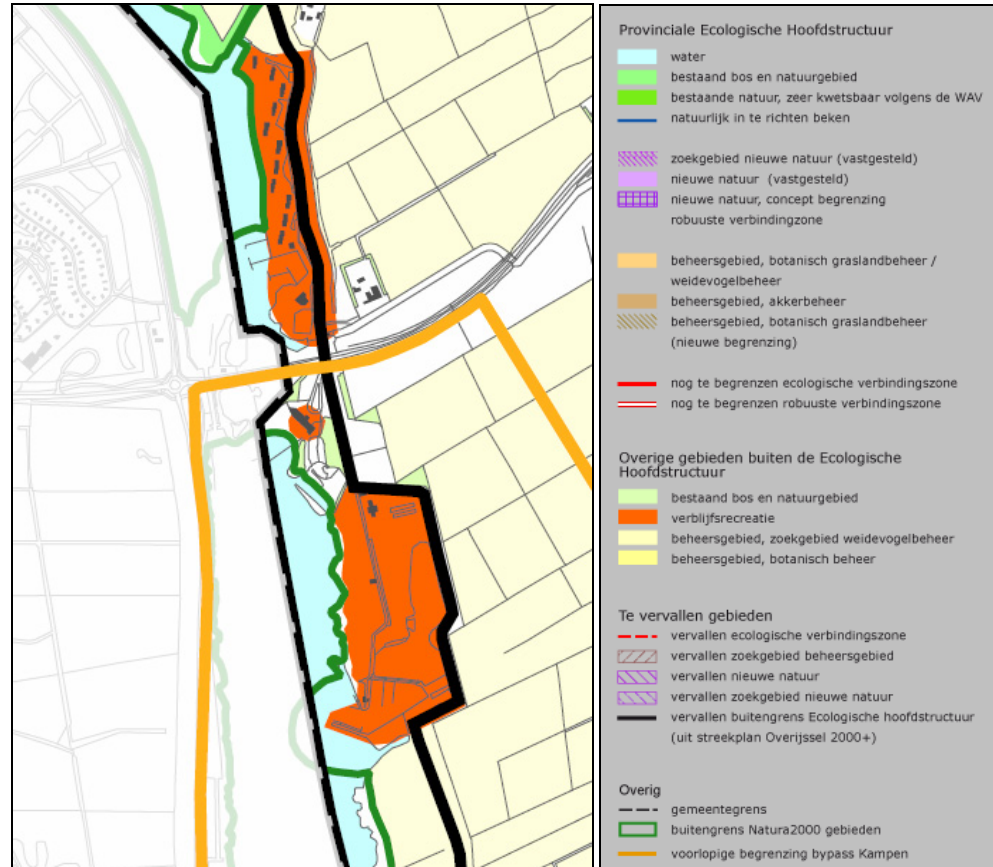 Provinciale Ecologische Hoofdstructuur
water
bestaand bos en natuurgebied
bestaande natuur, zeer kwetsbaar volgens de WAV
natuurlijk in te richten beken
zoekgebied nieuwe natuur (vastgesteld)
nieuwe natuur (vastgesteld)
nieuwe natuur, concept begrenzing
robuuste verbindingzone
beheersgebied, botanisch graslandbeheer /
weidevogelbeheer
beheersgebied, akkerbeheer
beheersgebied, botanisch graslandbeheer
(nieuwe begrenzing)
nog te begrenzen ecologische verbindingszone
nog te begrenzen robuuste verbindingzone
Overige gebieden buiten de Ecologische
Hoofdstructuur
bestaand bos en natuurgebied
verblijfsrecreatie
beheersgebied, zoekgebied weidevogelbeheer
beheersgebied, botanisch beheer
Te vervallen gebieden
vervallen ecologische verbindingszone
vervallen zoekgebied beheersgebied
vervallen nieuwe natuur
vervallen zoekgebied nieuwe natuur
vervallen buitengrens Ecologische hoofdstructuur
(uit streekplan Overijssel 2000+)
Overig
gemeentegrens
buitengrens Natura2000 gebieden
voorlopige begrenzing bypass Kampen